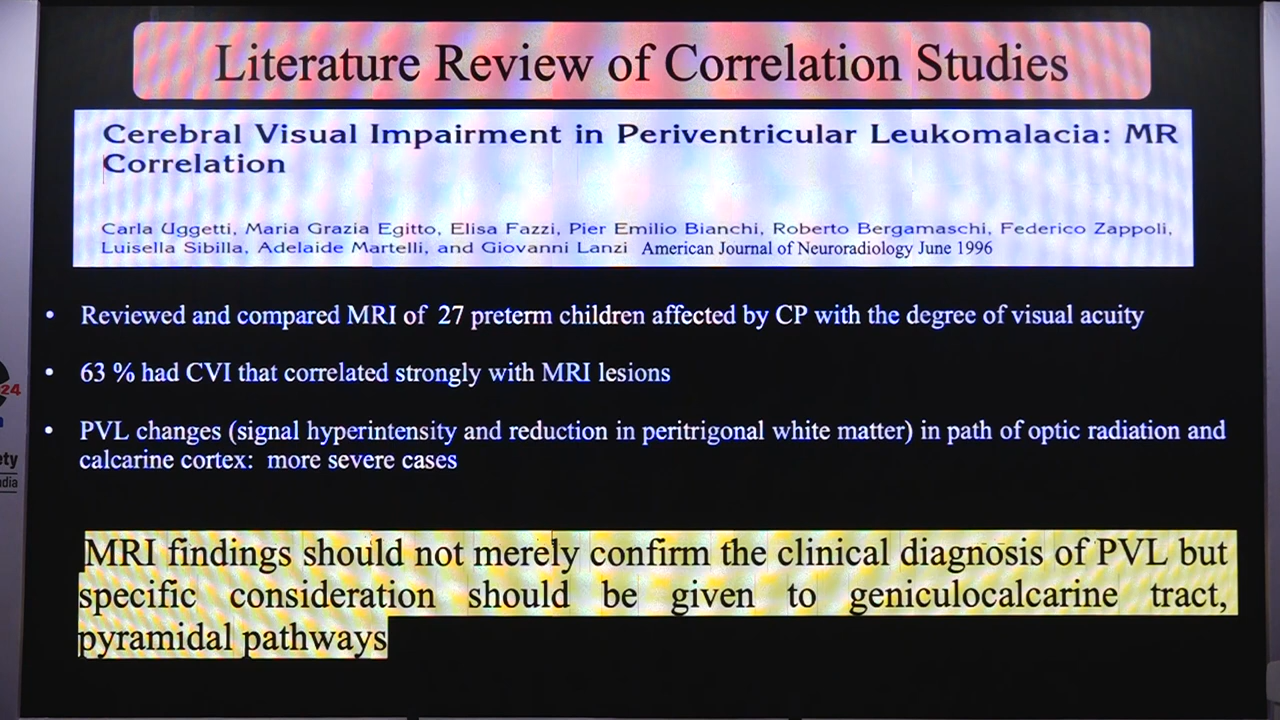 Literature Review of Correlation Studies
Cerebral Visual Impairment in Periventricular Leukomalacia: MR
Correlation
Carla Uggetti, Maria Grazia Egitto, Elisa Fazzi, Pier Emilio Bianchi, Roberto Bergamaschi, Federico Zappoli,
Luisella Sibilla, Adelaide Martelli, and Giovanni Lanzi American Journal of Neuroradiology June 1996
• Reviewed and compared MRI of 27 preterm children affected by CP with the degree of visual acuity
• 63 % had CVI that correlated strongly with MRI lesions
• PVL changes (signal hyperintensity and reduction in peritrigonal white matter) in path of optic radiation and
calcarine cortex: more severe cases
MRI findings should not merely confirm the clinical diagnosis of PVL but
specific consideration should be given to geniculocalcarine tract,
pyramidal pathways
24